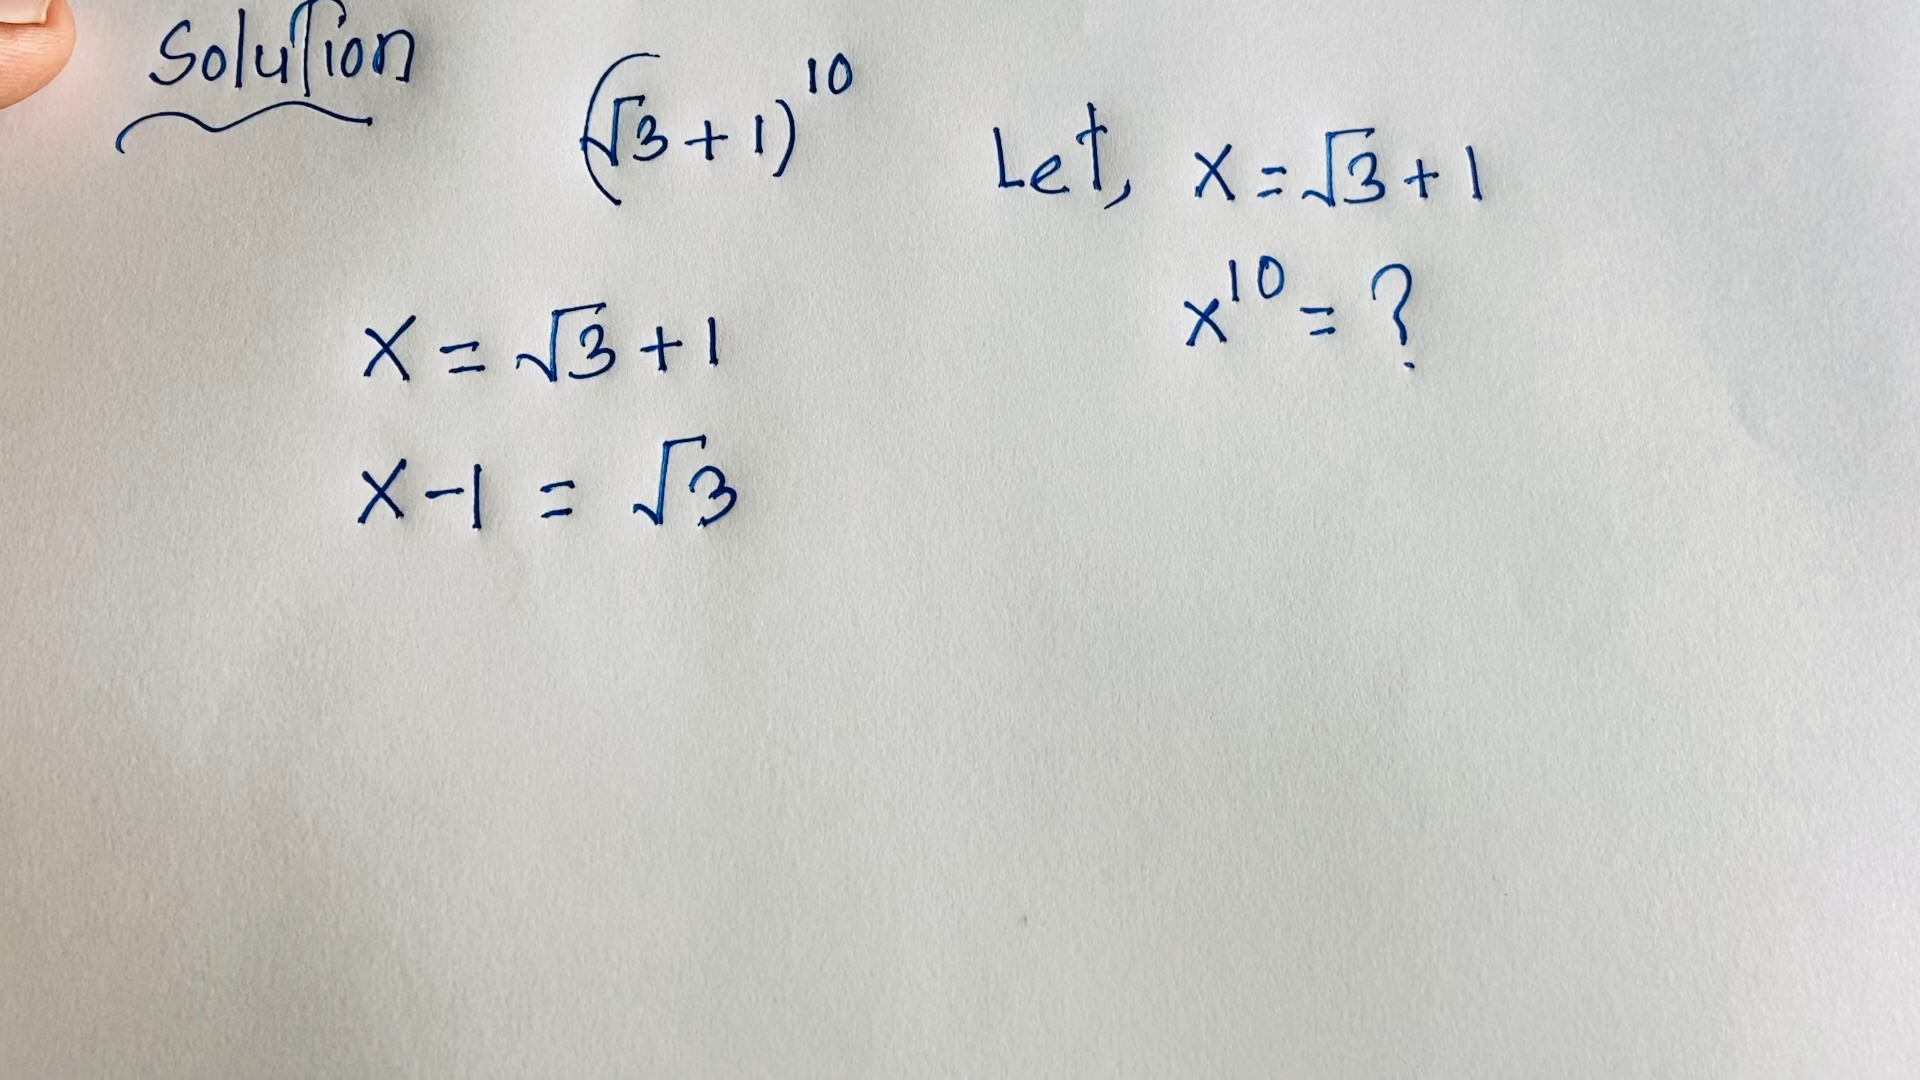 Solution
(√3+1)^10
Let, x=√3+1
x^10=?
x=√3+1
x-1 = √3